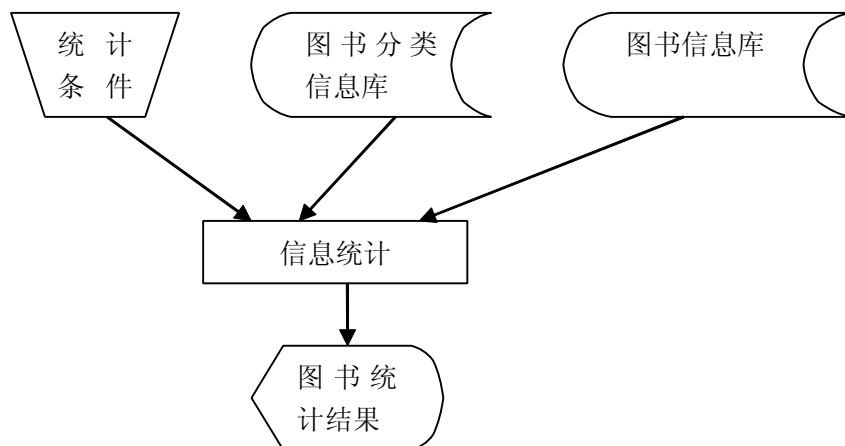 统 计
条 件
图 书 分 类
信息库
图书信息库
信息统计
图 书 统
计结果